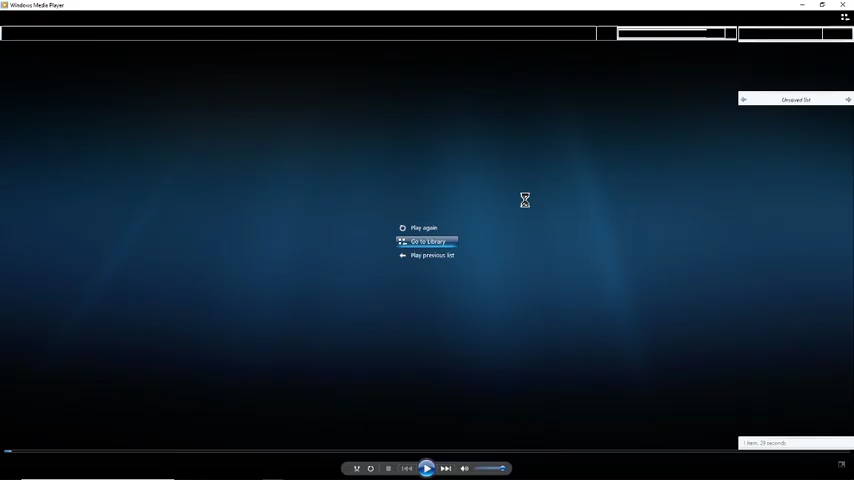 Windows Media Player
Unsaved list
Play again
Go to Library
Play previous list
1 item, 29 seconds